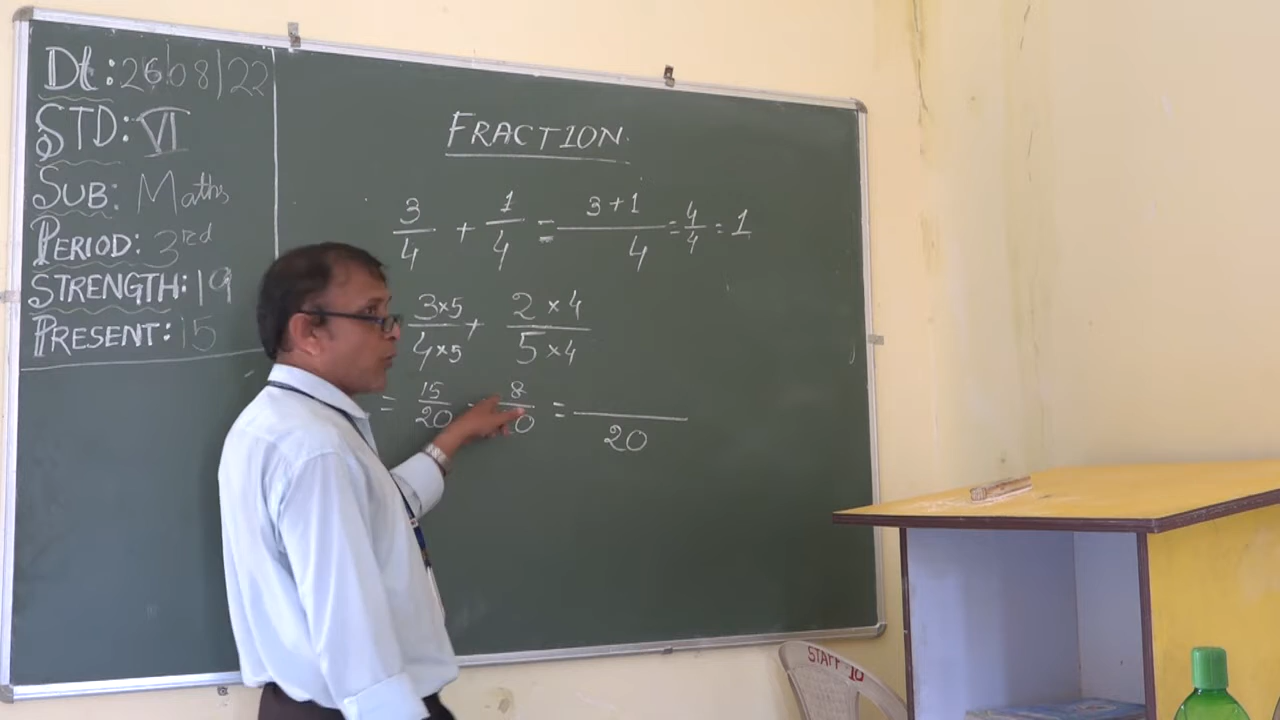 Dt: 26/08/22
STD: VI
SUB: Maths
PERIOD: 3rd
STRENGTH: 19
PRESENT: 15
FRACTION.
3/4 + 1/4 = 3+1/4 = 4/4 = 1
3×5/4×5 + 2×4/5×4
= 15/20 8/ = /20
STAFF